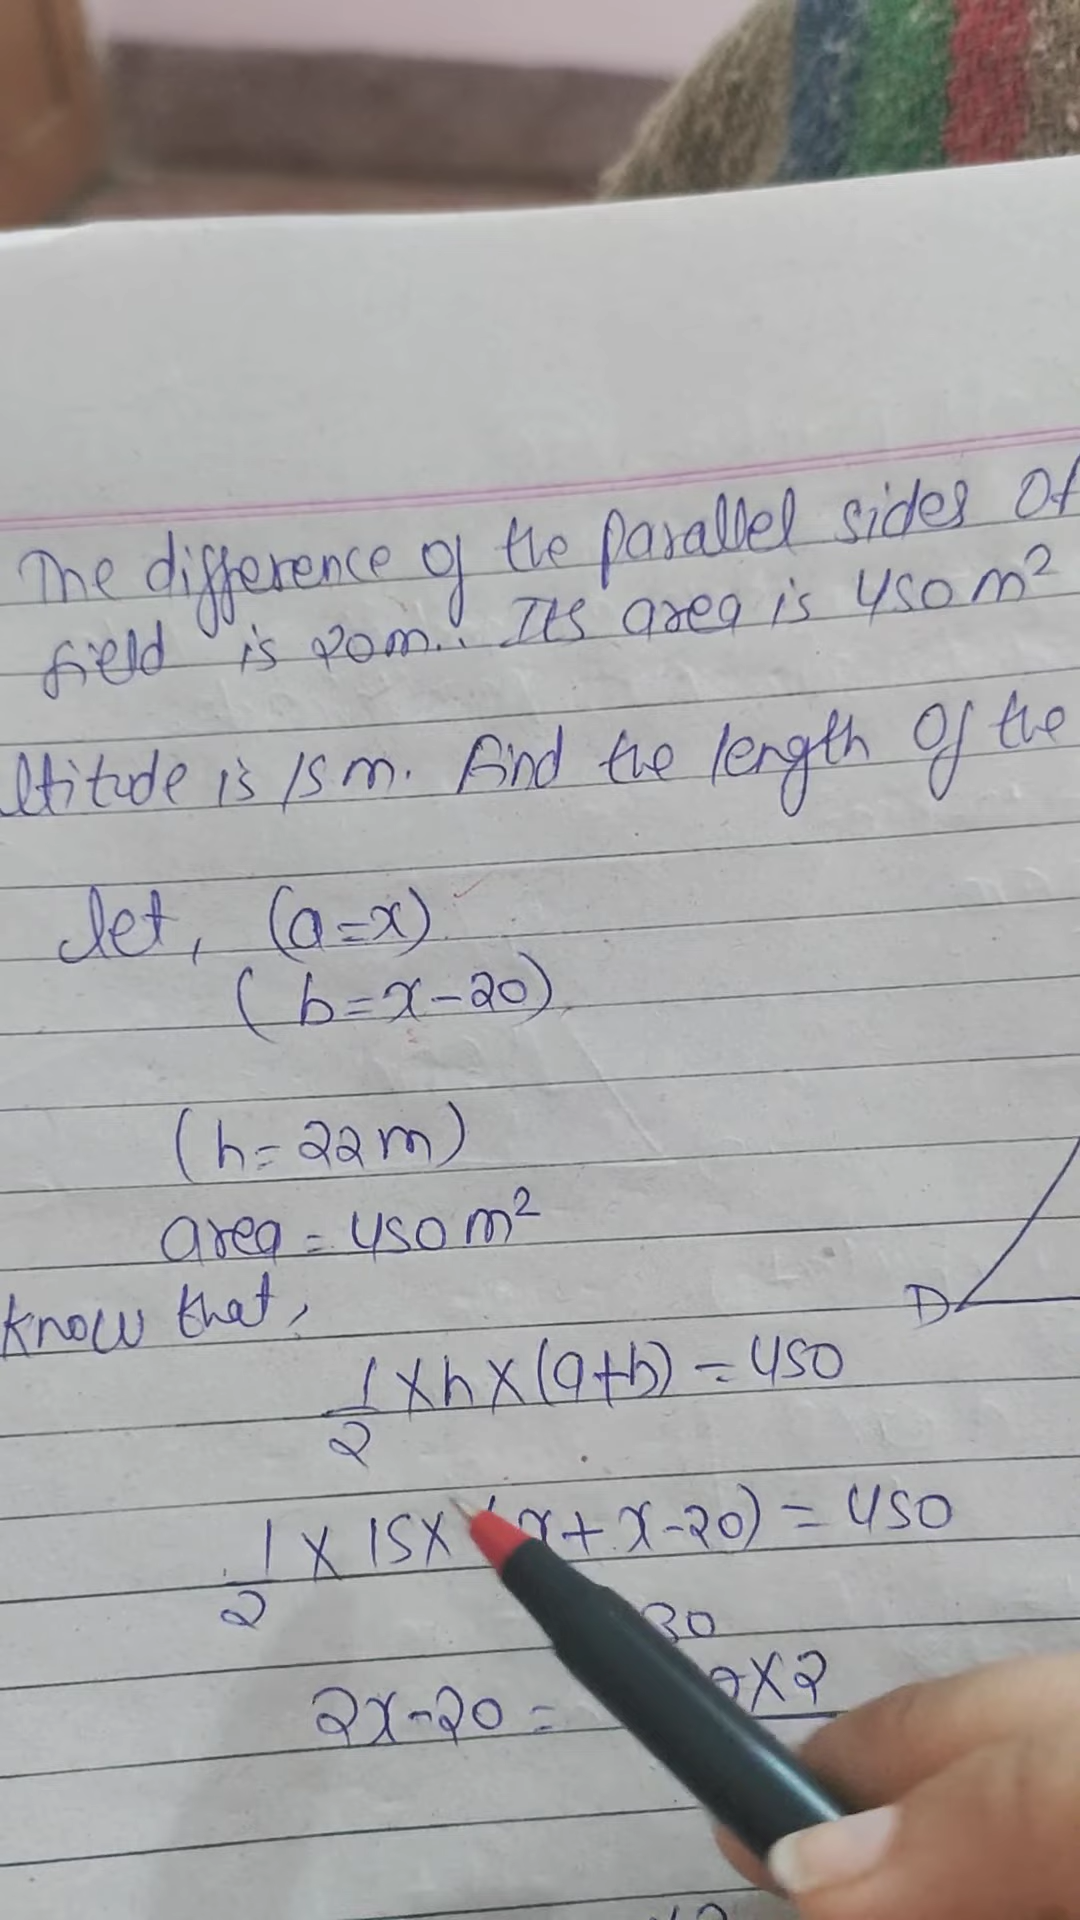 The difference of the parallel sides of
field is 20m. Its area is 450 m²
ltitude is 15 m. Find the length of the
let, (a=x)
(b=x-20)
(h=22m)
area = 450 m²
know that,
D
1/2 × h × (a+b) = 450
1/2 × 15 × (x + x-20) = 450
30
2x-20 = ×2